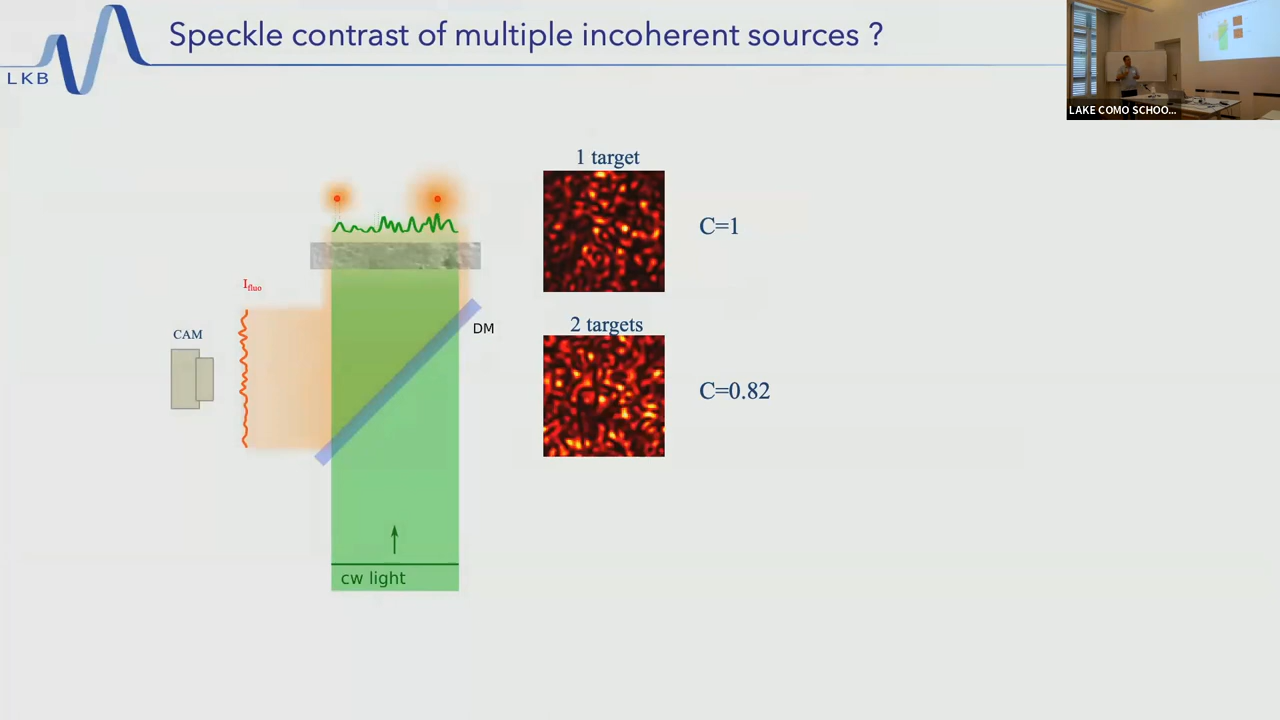 Speckle contrast of multiple incoherent sources ?
LKB
LAKE COMO SCHOO...
1 target
C=1
I fluo
2 targets
DM
CAM
C=0.82
cw light